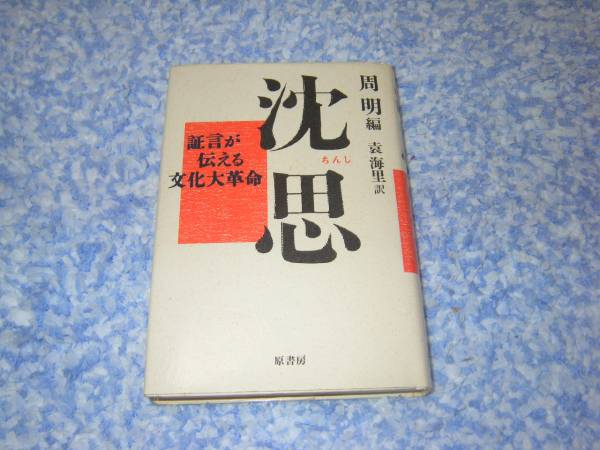 周明編
袁海里訳
沈思
ちんし
証言が
伝える
文化大革命
原書房